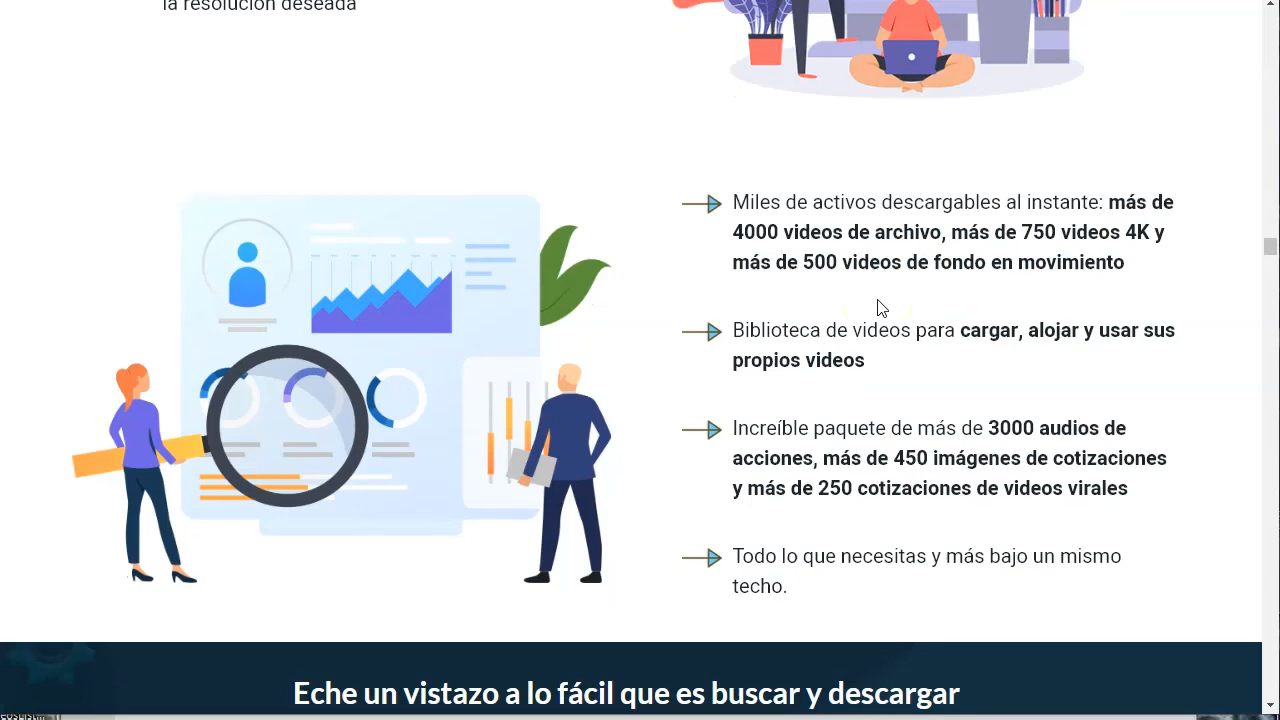 la resolución deseada
Miles de activos descargables al instante: más de
4000 videos de archivo, más de 750 videos 4K y
más de 500 videos de fondo en movimiento
Biblioteca de videos para cargar, alojar y usar sus
propios videos
Increíble paquete de más de 3000 audios de
acciones, más de 450 imágenes de cotizaciones
y más de 250 cotizaciones de videos virales
Todo lo que necesitas y más bajo un mismo
techo.
Eche un vistazo a lo fácil que es buscar y descargar